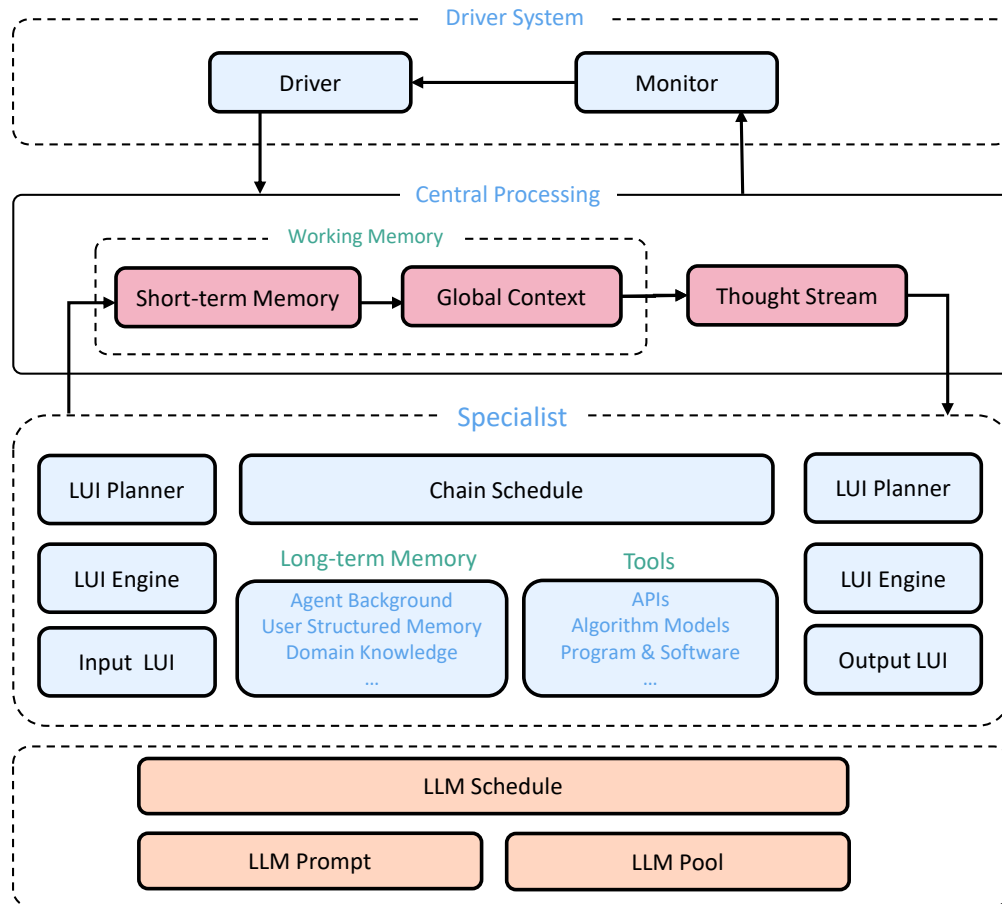 Driver System
Driver
Monitor
Central Processing
Working Memory
Short-term Memory
Global Context
Thought Stream
Specialist
LUI Planner
Chain Schedule
LUI Planner
LUI Engine
Long-term Memory
Tools
LUI Engine
Agent Background
User Structured Memory
Domain Knowledge
...
APIs
Algorithm Models
Program & Software
...
Input LUI
Output LUI
LLM Schedule
LLM Prompt
LLM Pool